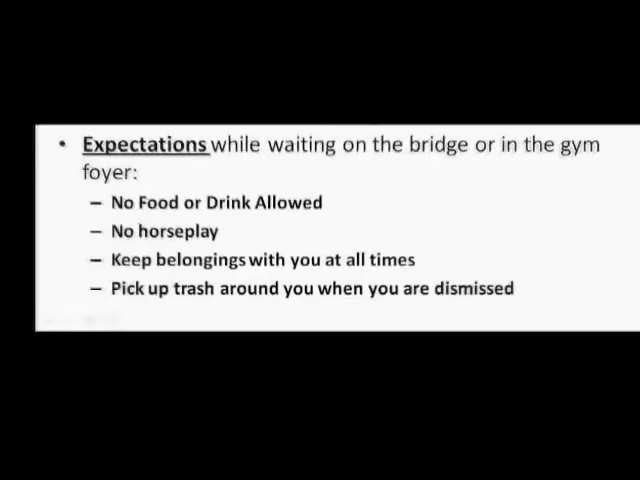 • Expectations while waiting on the bridge or in the gym
foyer:
– No Food or Drink Allowed
– No horseplay
– Keep belongings with you at all times
– Pick up trash around you when you are dismissed